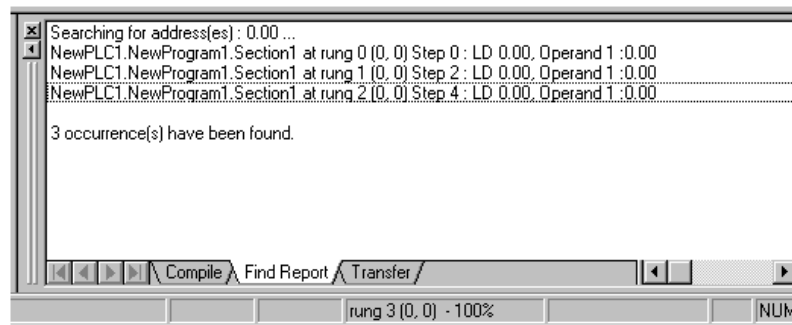 Searching for address(es) : 0.00 ...
NewPLC1.NewProgram1.Section1 at rung 0 (0, 0) Step 0 : LD 0.00, Operand 1 :0.00
NewPLC1.NewProgram1.Section1 at rung 1 (0, 0) Step 2 : LD 0.00, Operand 1 :0.00
NewPLC1.NewProgram1.Section1 at rung 2 (0, 0) Step 4 : LD 0.00, Operand 1 :0.00
3 occurrence(s) have been found.
Compile Find Report Transfer
rung 3 (0, 0) - 100% NUM